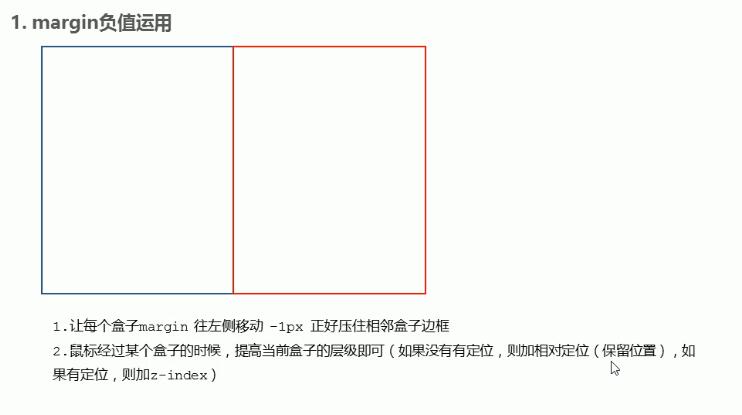 1. margin负值运用
1.让每个盒子margin 往左侧移动 -1px 正好压住相邻盒子边框
2.鼠标经过某个盒子的时候，提高当前盒子的层级即可（如果没有有定位，则加相对定位（保留位置），如
果有定位，则加z-index）